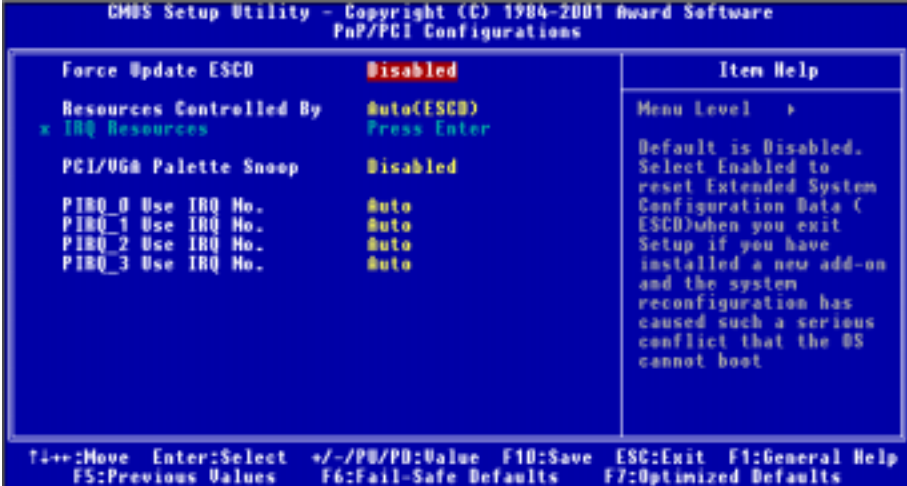 CMOS Setup Utility - Copyright (C) 1984-2001 Award Software
PnP/PCI Configurations
Force Update ESCD Disabled
Resources Controlled By Auto(ESCD)
x IRQ Resources Press Enter
PCI/VGA Palette Snoop Disabled
PIRQ_0 Use IRQ No. Auto
PIRQ_1 Use IRQ No. Auto
PIRQ_2 Use IRQ No. Auto
PIRQ_3 Use IRQ No. Auto
Item Help
Menu Level ▸
Default is Disabled.
Select Enabled to
reset Extended System
Configuration Data (
ESCD)when you exit
Setup if you have
installed a new add-on
and the system
reconfiguration has
caused such a serious
conflict that the OS
cannot boot
↑↓→←:Move Enter:Select +/-/PU/PD:Value F10:Save ESC:Exit F1:General Help
F5:Previous Values F6:Fail-Safe Defaults F7:Optimized Defaults